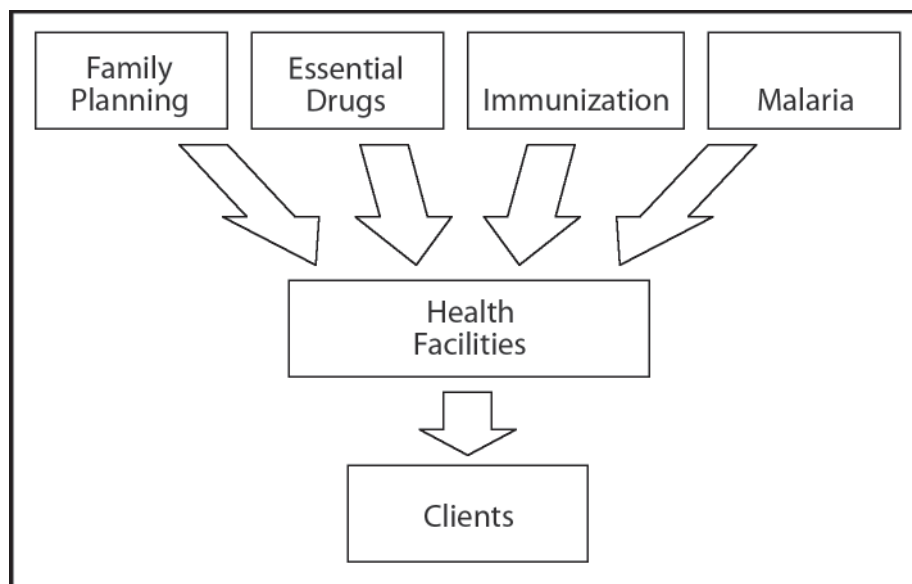 Family
Planning
Essential
Drugs
Immunization
Malaria
Health
Facilities
Clients